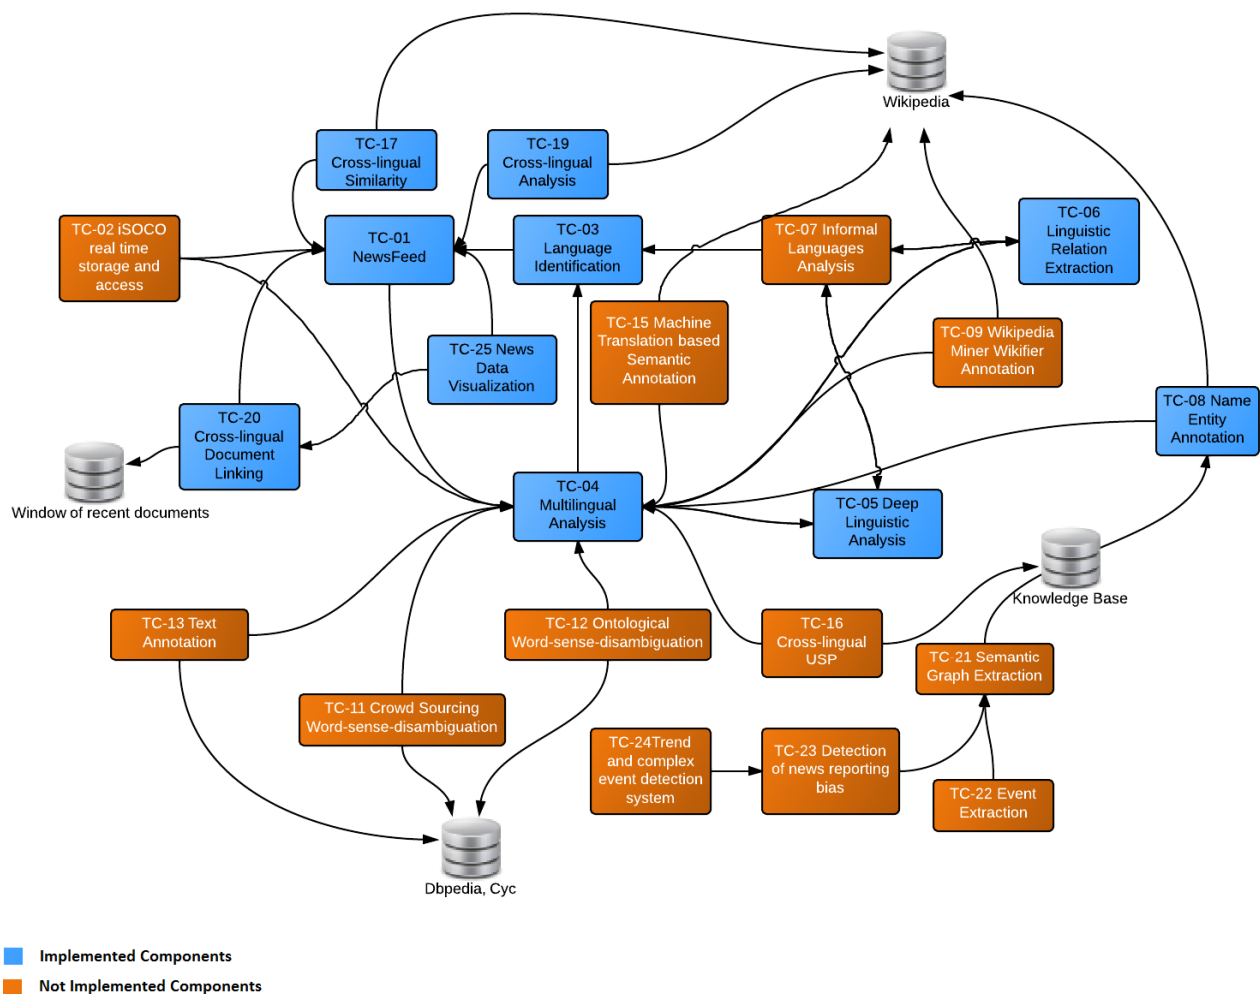 Wikipedia
TC-17
Cross-lingual
Similarity
TC-19
Cross-lingual
Analysis
TC-02 iSOCO
real time
storage and
access
TC-01
NewsFeed
TC-03
Language
Identification
TC-07 Informal
Languages
Analysis
TC-06
Linguistic
Relation
Extraction
TC-15 Machine
Translation based
Semantic
Annotation
TC-09 Wikipedia
Miner Wikifier
Annotation
TC-25 News
Data
Visualization
TC-08 Name
Entity
Annotation
TC-20
Cross-lingual
Document
Linking
Window of recent documents
TC-04
Multilingual
Analysis
TC-05 Deep
Linguistic
Analysis
Knowledge Base
TC-13 Text
Annotation
TC-12 Ontological
Word-sense-disambiguation
TC-16
Cross-lingual
USP
TC-21 Semantic
Graph Extraction
TC-11 Crowd Sourcing
Word-sense-disambiguation
TC-24Trend
and complex
event detection
system
TC-23 Detection
of news reporting
bias
TC-22 Event
Extraction
Dbpedia, Cyc
Implemented Components
Not Implemented Components